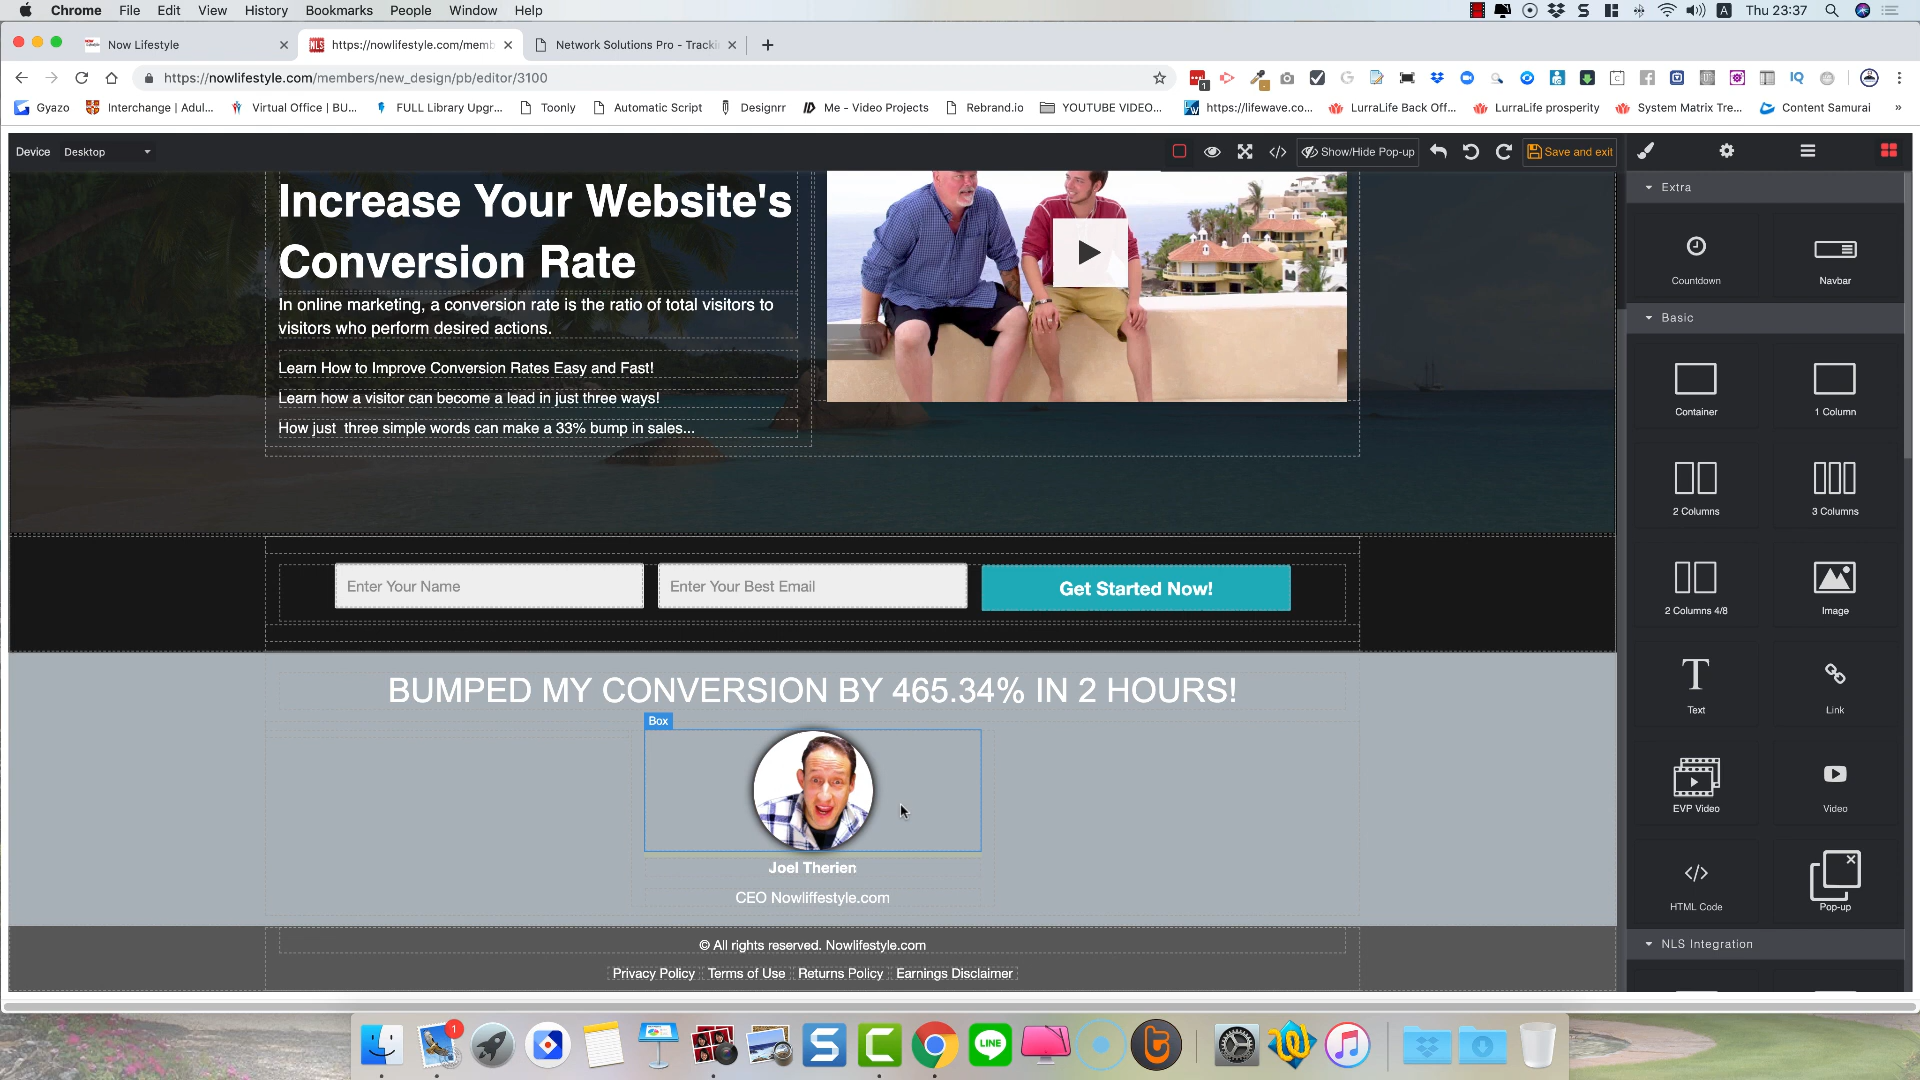 Chrome File Edit View History Bookmarks People Window Help Thu 23:37
Now Lifestyle https://nowlifestyle.com/memb Network Solutions Pro - Tracki
https://nowlifestyle.com/members/new_design/pb/editor/3100
Gyazo Interchange | Adul... Virtual Office | BU... FULL Library Upgr... Toonly Automatic Script Designrr Me - Video Projects Rebrand.io YOUTUBE VIDEO... https://lifewave.co... LurraLife Back Off... LurraLife prosperity System Matrix Tre... Content Samurai »
Device Desktop Show/Hide Pop-up Save and exit
Extra
Countdown Navbar
Basic
Container 1 Column
2 Columns 3 Columns
2 Columns 4/8 Image
Text Link
EVP Video Video
HTML Code Pop-up
NLS Integration
Increase Your Website's
Conversion Rate
In online marketing, a conversion rate is the ratio of total visitors to
visitors who perform desired actions.
Learn How to Improve Conversion Rates Easy and Fast!
Learn how a visitor can become a lead in just three ways!
How just three simple words can make a 33% bump in sales...
Enter Your Name Enter Your Best Email Get Started Now!
BUMPED MY CONVERSION BY 465.34% IN 2 HOURS!
Box
Joel Therien
CEO Nowliffestyle.com
© All rights reserved. Nowlifestyle.com
Privacy Policy Terms of Use Returns Policy Earnings Disclaimer
LINE